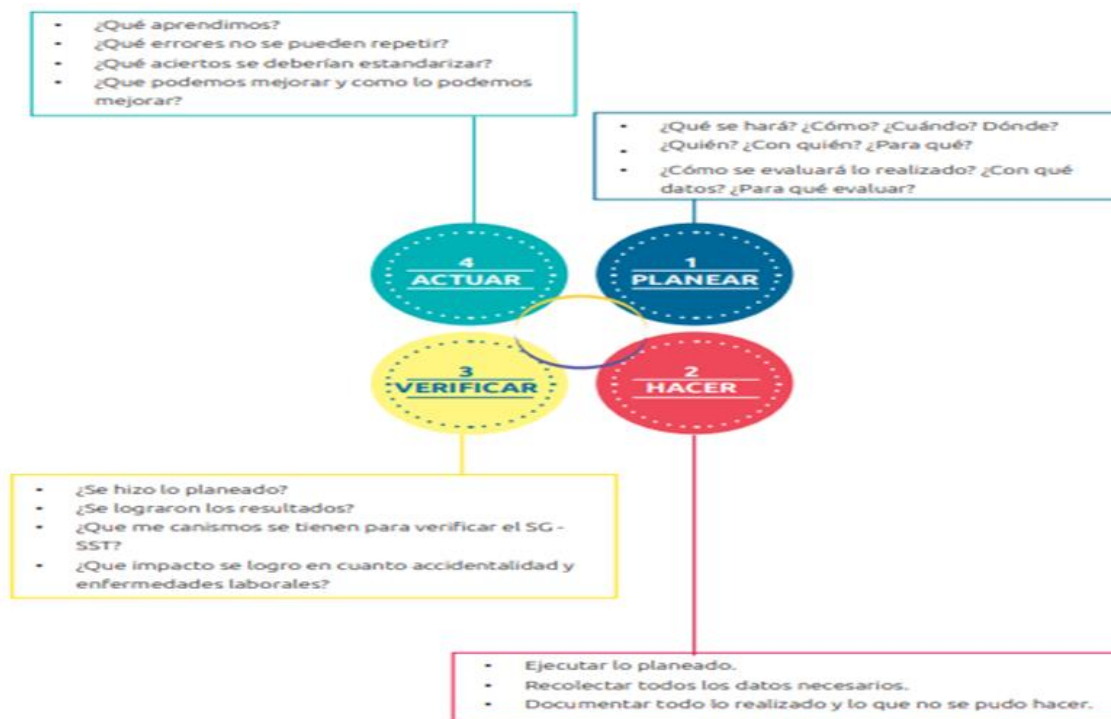 • ¿Qué aprendimos?
• ¿Qué errores no se pueden repetir?
• ¿Qué aciertos se deberían estandarizar?
• ¿Que podemos mejorar y como lo podemos
mejorar?
• ¿Qué se hará? ¿Cómo? ¿Cuándo? Dónde?
• ¿Quién? ¿Con quién? ¿Para qué?
• ¿Cómo se evaluará lo realizado? ¿Con qué
datos? ¿Para qué evaluar?
4
ACTUAR
1
PLANEAR
3
VERIFICAR
2
HACER
• ¿Se hizo lo planeado?
• ¿Se lograron los resultados?
• ¿Que me canismos se tienen para verificar el SG -
SST?
• ¿Que impacto se logro en cuanto accidentalidad y
enfermedades laborales?
• Ejecutar lo planeado.
• Recolectar todos los datos necesarios.
• Documentar todo lo realizado y lo que no se pudo hacer.